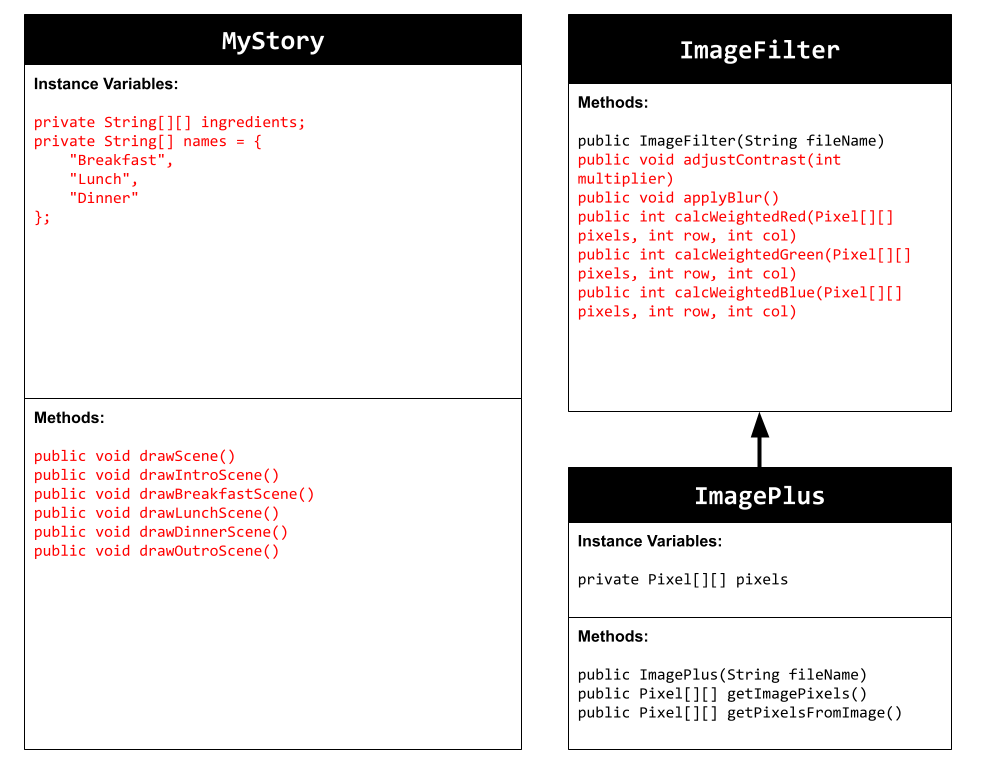 MyStory
Instance Variables:
private String[][] ingredients;
private String[] names = {
    "Breakfast",
    "Lunch",
    "Dinner"
};
Methods:
public void drawScene()
public void drawIntroScene()
public void drawBreakfastScene()
public void drawLunchScene()
public void drawDinnerScene()
public void drawOutroScene()
ImageFilter
Methods:
public ImageFilter(String fileName)
public void adjustContrast(int
multiplier)
public void applyBlur()
public int calcWeightedRed(Pixel[][]
pixels, int row, int col)
public int calcWeightedGreen(Pixel[][]
pixels, int row, int col)
public int calcWeightedBlue(Pixel[][]
pixels, int row, int col)
ImagePlus
Instance Variables:
private Pixel[][] pixels
Methods:
public ImagePlus(String fileName)
public Pixel[][] getImagePixels()
public Pixel[][] getPixelsFromImage()